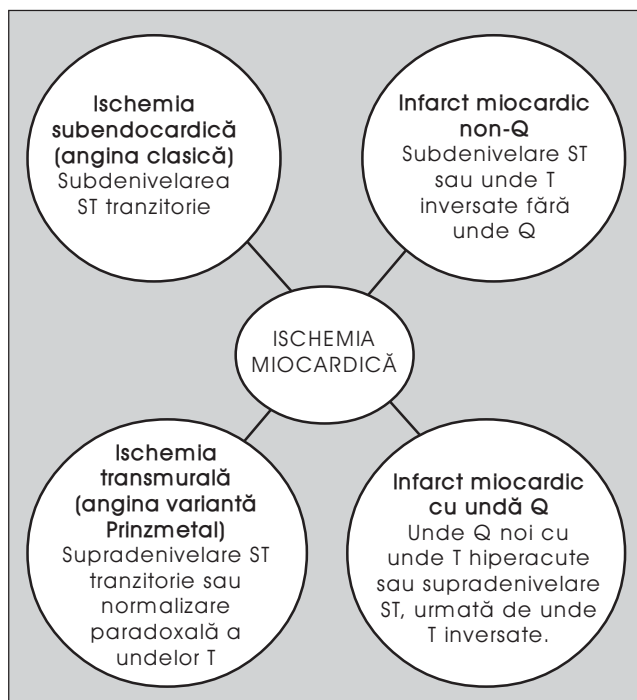 Ischemia
subendocardică
(angina clasică)
Subdenivelarea
ST tranzitorie
Infarct miocardic
non-Q
Subdenivelare ST
sau unde T
inversate fără
unde Q
ISCHEMIA
MIOCARDICĂ
Ischemia
transmurală
(angina variantă
Prinzmetal)
Supradenivelare ST
tranzitorie sau
normalizare
paradoxală a
undelor T
Infarct miocardic
cu undă Q
Unde Q noi cu
unde T hiperacute
sau supradenivelare
ST, urmată de unde
T inversate.